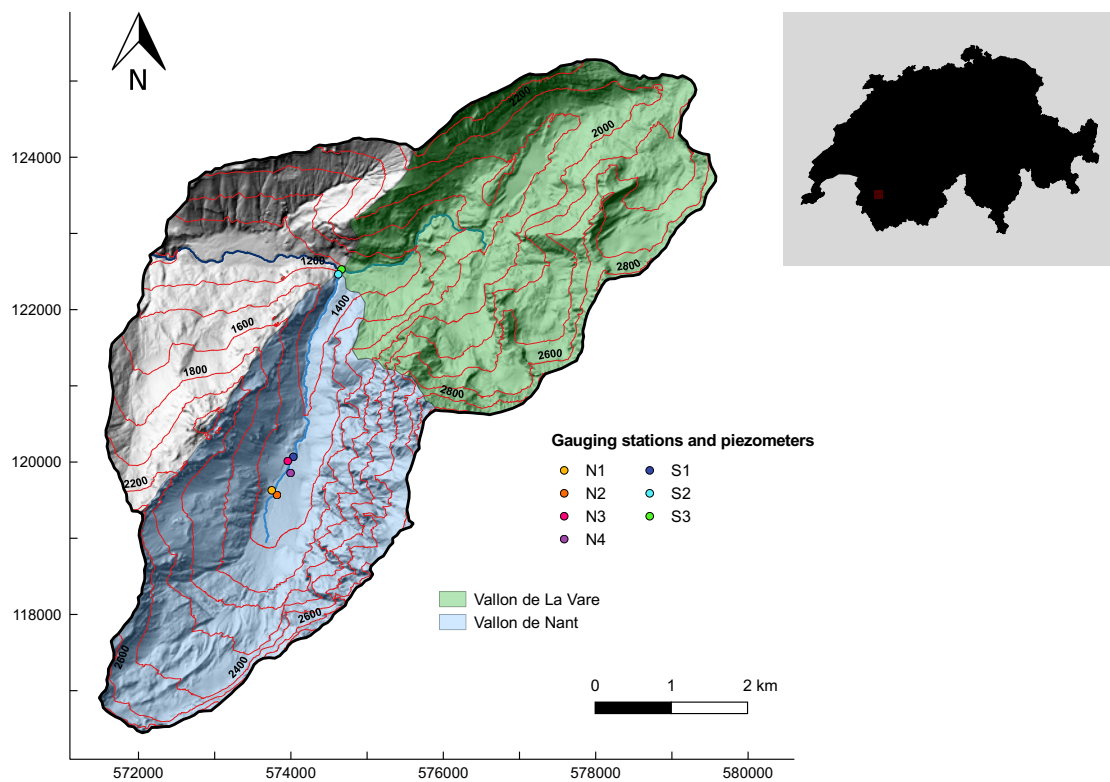 N
124000
122000
120000
118000
572000
574000
576000
578000
580000
2200
2000
1200
2800
1400
1600
2600
1800
2800
2200
2600
2600
2400
Gauging stations and piezometers
N1 S1
N2 S2
N3 S3
N4
Vallon de La Vare
Vallon de Nant
0 1 2 km